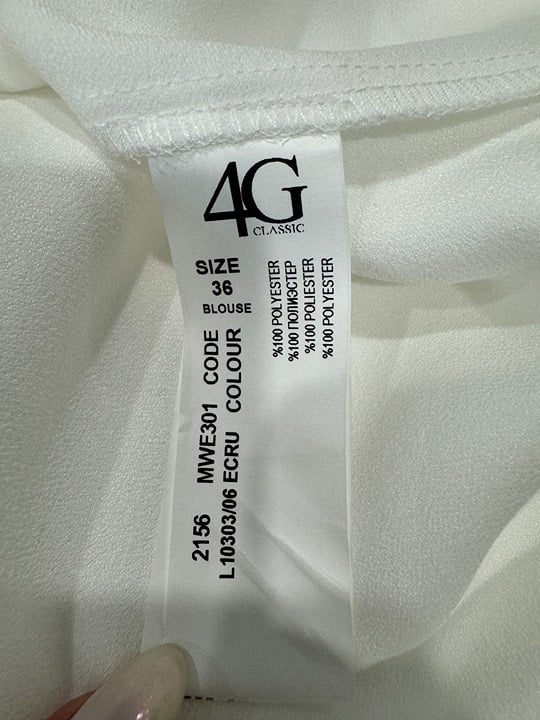 4G
CLASSIC
SIZE
36
BLOUSE
%100 POLYESTER
%100 ПОЛИЭСТЕР
%100 POLIESTER
%100 POLYESTER
2156 MWE301 CODE
L10303/06 ECRU COLOUR